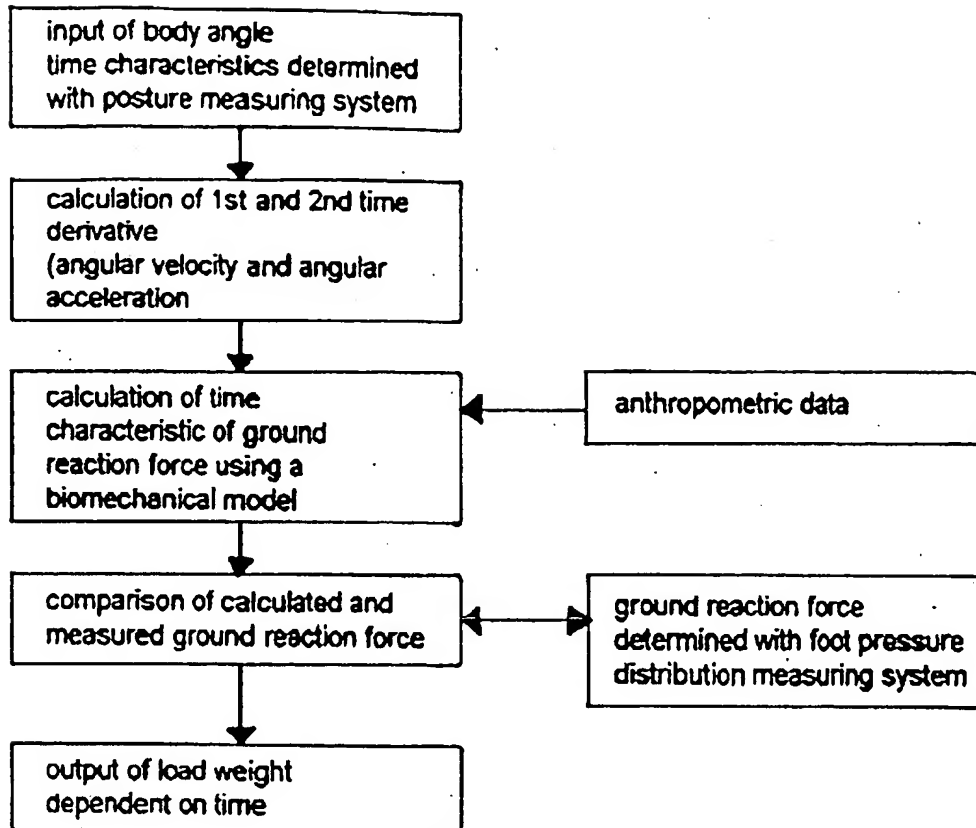 input of body angle
time characteristics determined
with posture measuring system
calculation of 1st and 2nd time
derivative
(angular velocity and angular
acceleration
calculation of time
characteristic of ground
reaction force using a
biomechanical model
anthropometric data
comparison of calculated and
measured ground reaction force
ground reaction force
determined with foot pressure
distribution measuring system
output of load weight
dependent on time